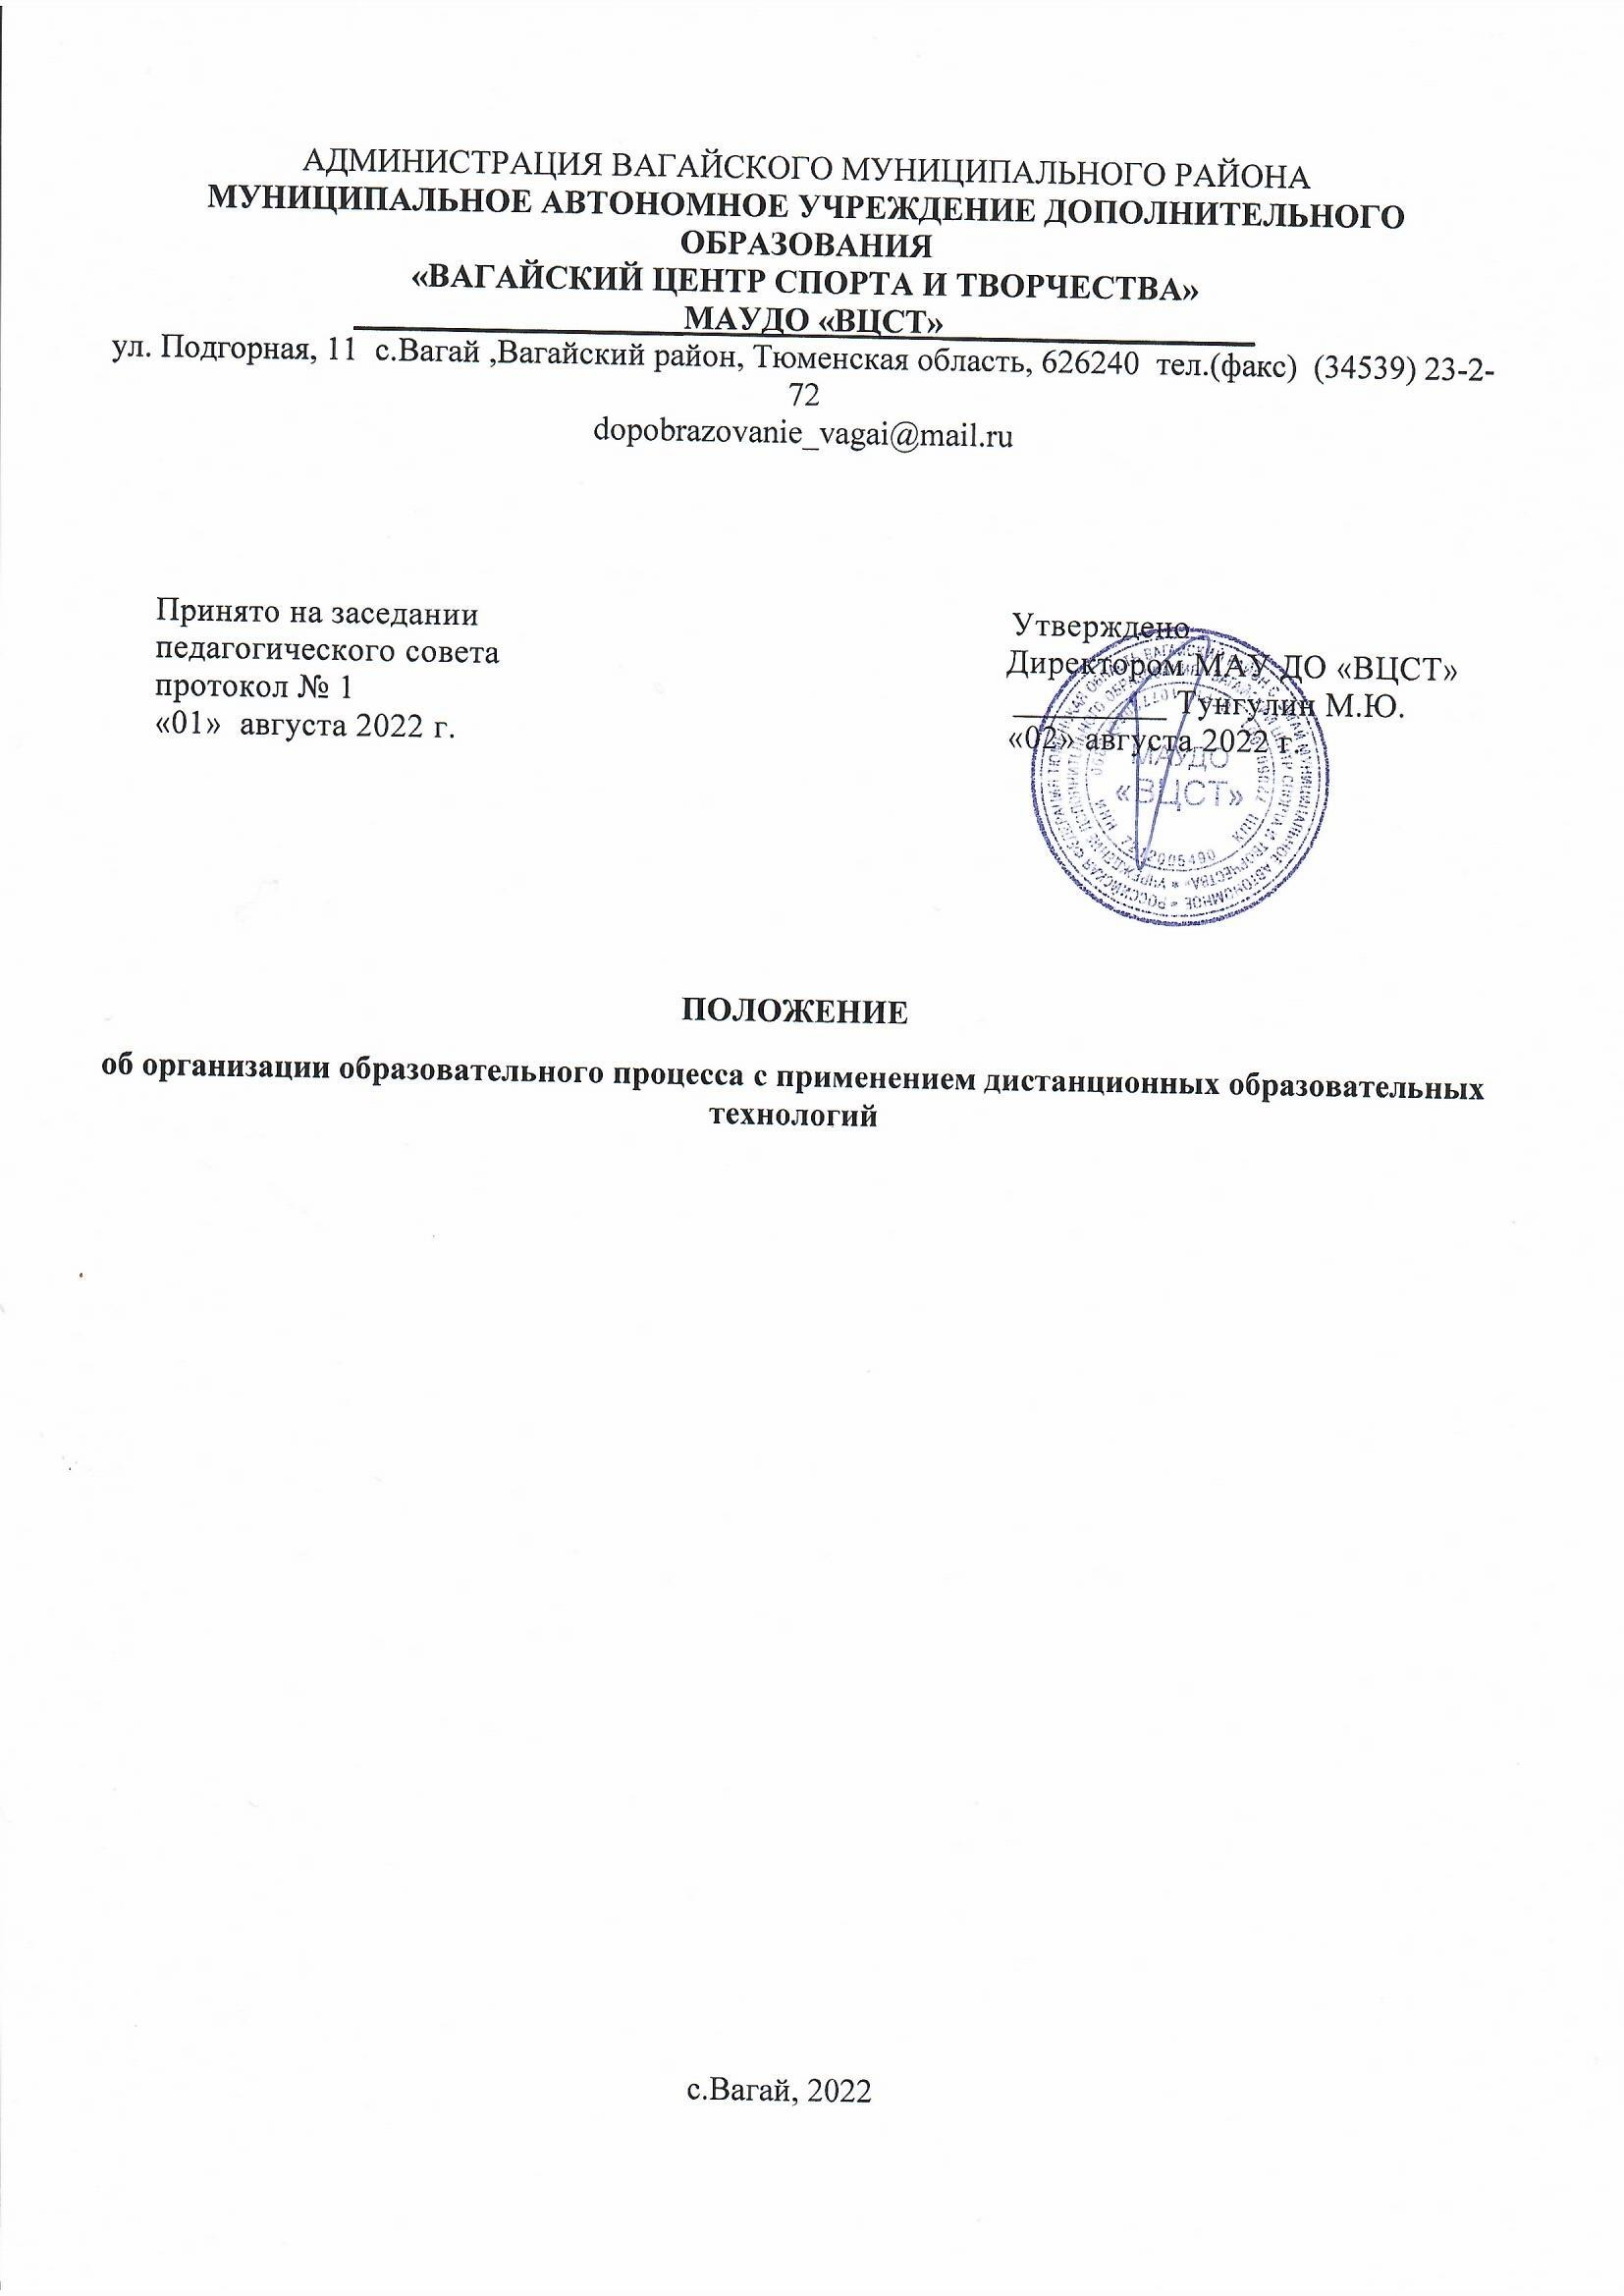 АДМИНИСТРАЦИЯ ВАГАЙСКОГО МУНИЦИПАЛЬНОГО РАЙОНА
МУНИЦИПАЛЬНОЕ АВТОНОМНОЕ УЧРЕЖДЕНИЕ ДОПОЛНИТЕЛЬНОГО
ОБРАЗОВАНИЯ
«ВАГАЙСКИЙ ЦЕНТР СПОРТА И ТВОРЧЕСТВА»
МАУДО «ВЦСТ»
ул. Подгорная, 11 с.Вагай ,Вагайский район, Тюменская область, 626240 тел.(факс) (34539) 23-2-
72
dopobrazovanie_vagai@mail.ru
Принято на заседании
педагогического совета
протокол № 1
«01» августа 2022 г.
Утверждено
Директором МАУ ДО «ВЦСТ»
_________ Тунгулин М.Ю.
«02» августа 2022 г.
МАУДО
«ВЦСТ»
ПОЛОЖЕНИЕ
об организации образовательного процесса с применением дистанционных образовательных
технологий
с.Вагай, 2022